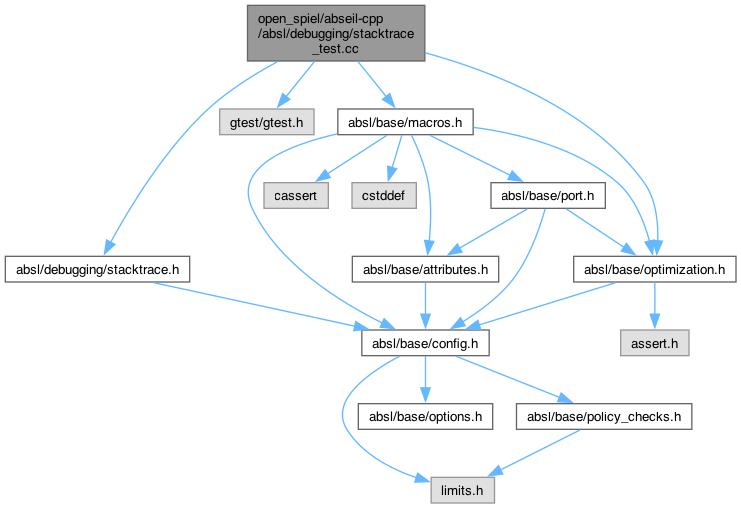 open_spiel/abseil-cpp
/absl/debugging/stacktrace
_test.cc
gtest/gtest.h
absl/base/macros.h
cassert
cstddef
absl/base/port.h
absl/debugging/stacktrace.h
absl/base/attributes.h
absl/base/optimization.h
absl/base/config.h
assert.h
absl/base/options.h
absl/base/policy_checks.h
limits.h